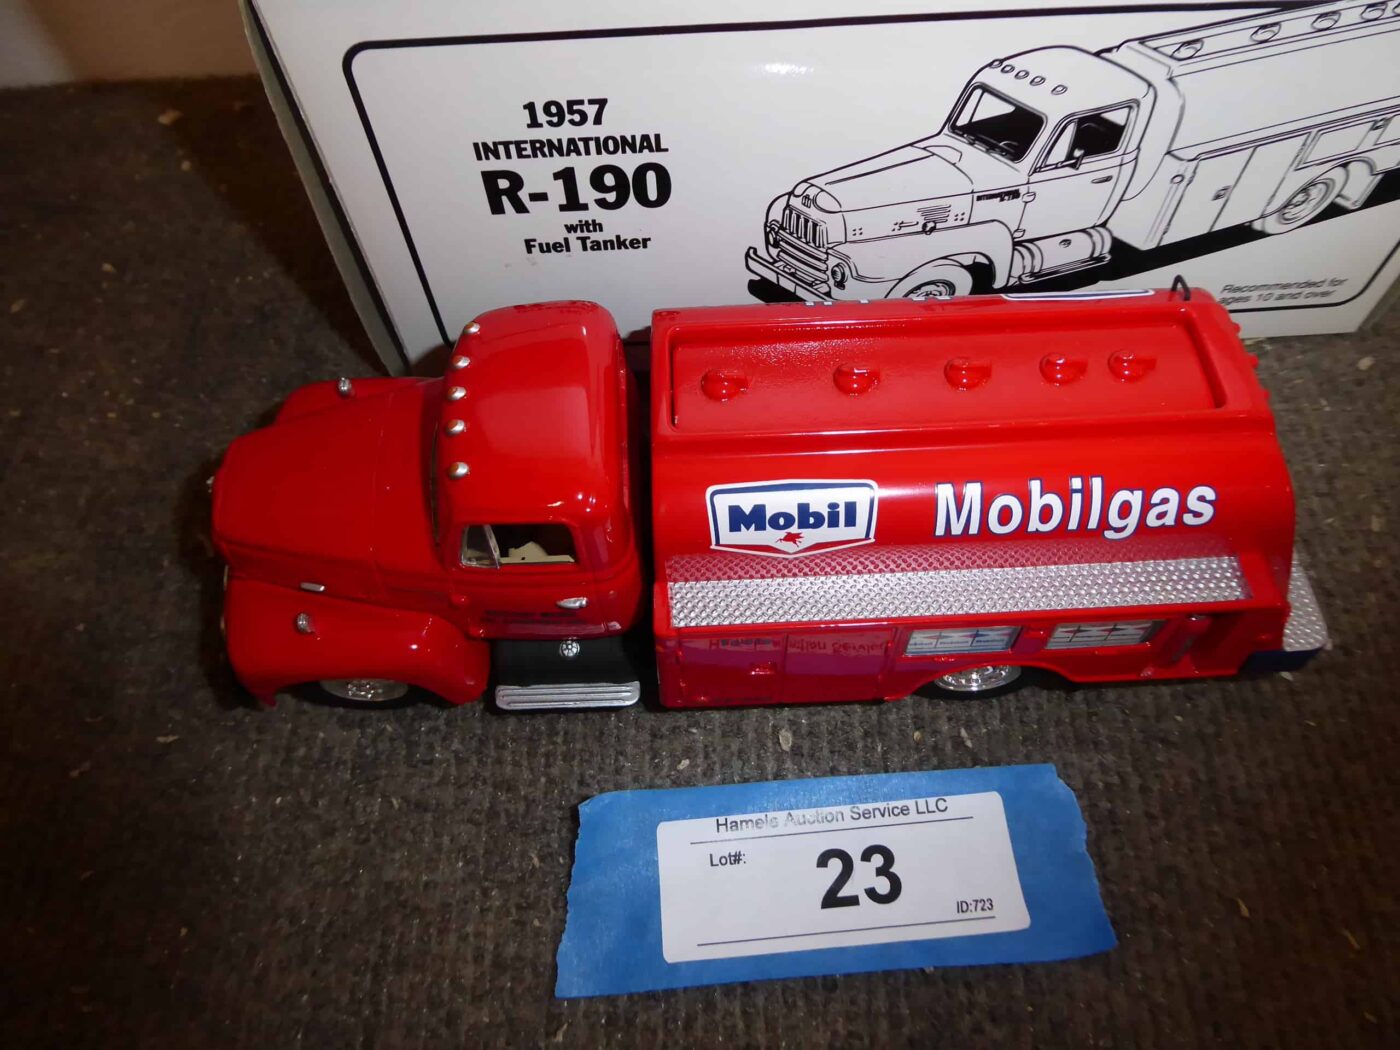 1957
INTERNATIONAL
R-190
with
Fuel Tanker
Recommended for
ages 10 and over.
Mobil
Mobilgas
Hamels Auction Service LLC
Lot#:
23
ID:723